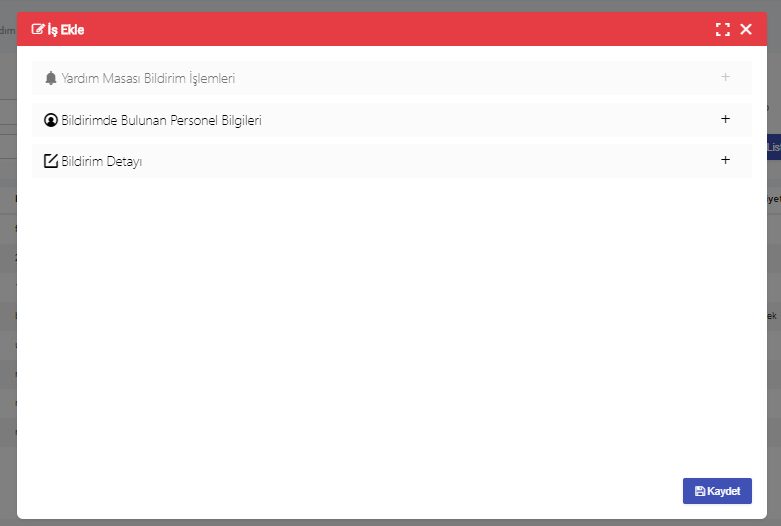 İş Ekle
Yardım Masası Bildirim İşlemleri
Bildirimde Bulunan Personel Bilgileri
Bildirim Detayı
Kaydet